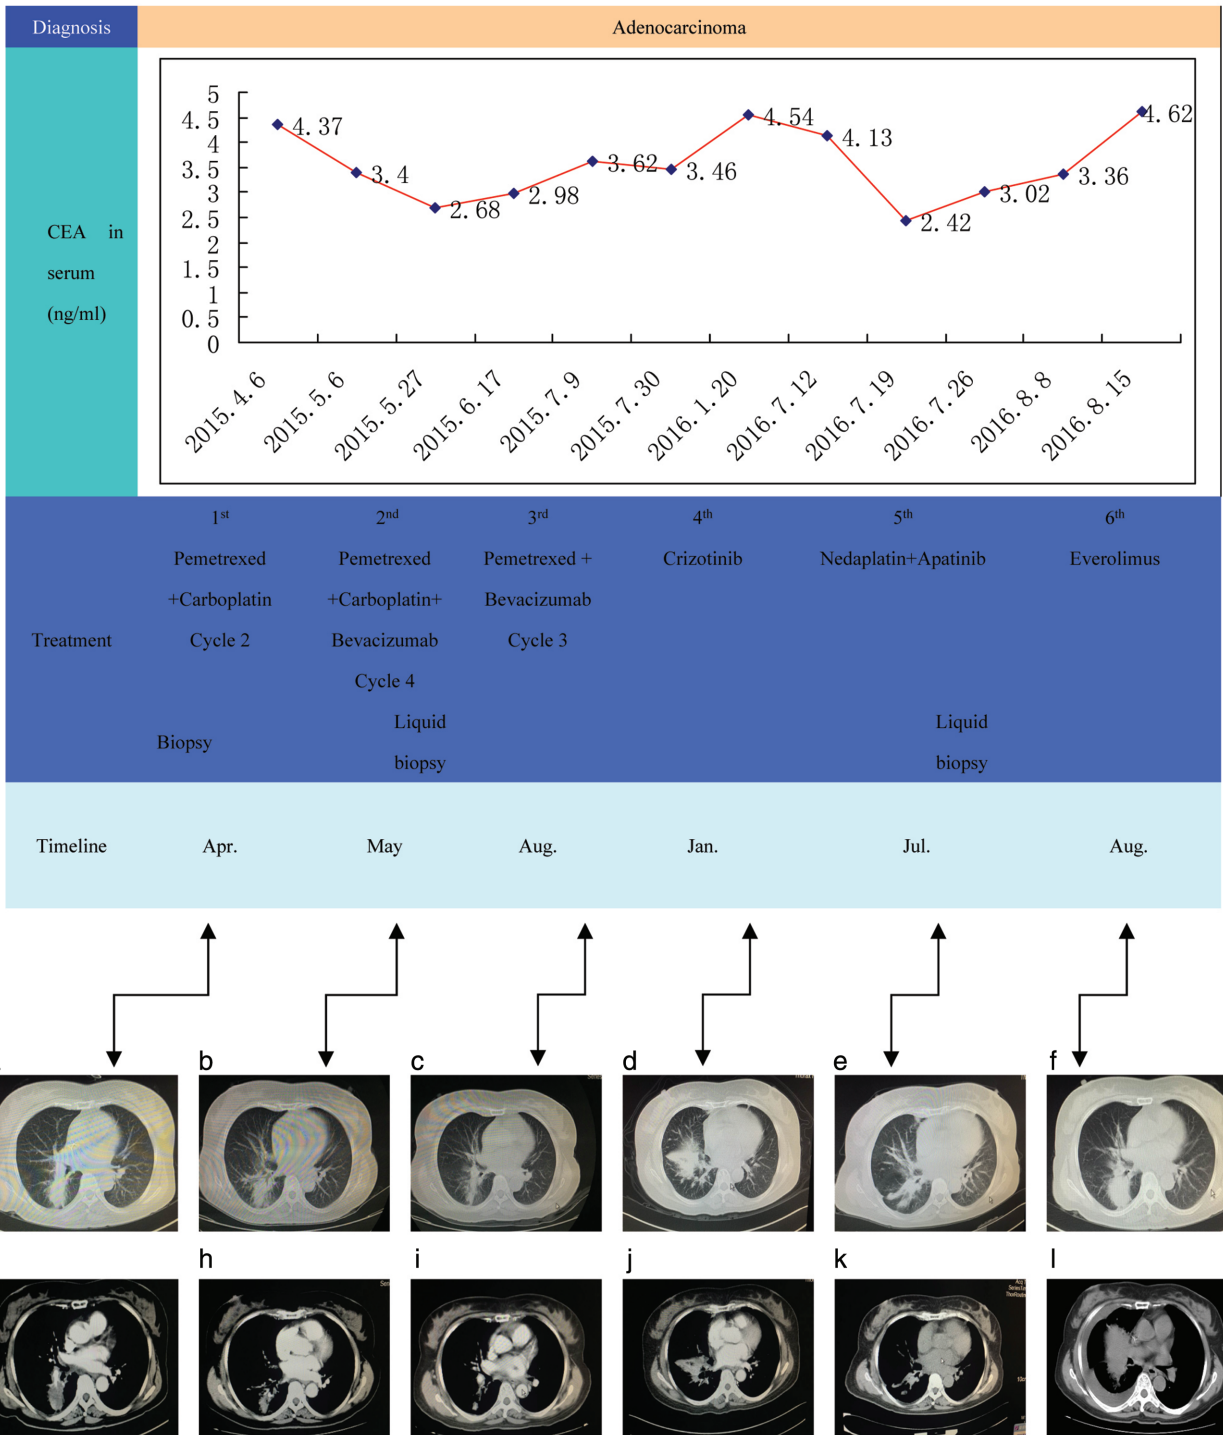 Diagnosis
Adenocarcinoma
CEA in
serum
(ng/ml)
5
4.5
4
3.5
3
2.5
2
1.5
1
0.5
0
4.37
3.4
2.68
2.98
3.62
3.46
4.54
4.13
2.42
3.02
3.36
4.62
2015.4.6
2015.5.6
2015.5.27
2015.6.17
2015.7.9
2015.7.30
2016.1.20
2016.7.12
2016.7.19
2016.7.26
2016.8.8
2016.8.15
Treatment
1st
Pemetrexed
+Carboplatin
Cycle 2
Biopsy
2nd
Pemetrexed
+Carboplatin+
Bevacizumab
Cycle 4
Liquid
biopsy
3rd
Pemetrexed +
Bevacizumab
Cycle 3
4th
Crizotinib
5th
Nedaplatin+Apatinib
Liquid
biopsy
6th
Everolimus
Timeline
Apr.
May
Aug.
Jan.
Jul.
Aug.
b
c
d
e
f
h
i
j
k
l